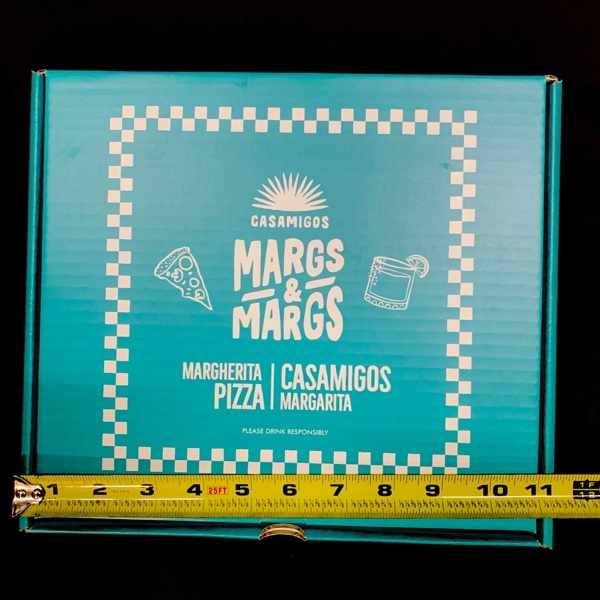 CASAMIGOS
MARGS
&
MARGS
MARGHERITA
PIZZA
CASAMIGOS
MARGARITA
PLEASE DRINK RESPONSIBLY
1 2 3 4 25FT 5 6 7 8 9 10 11 1F